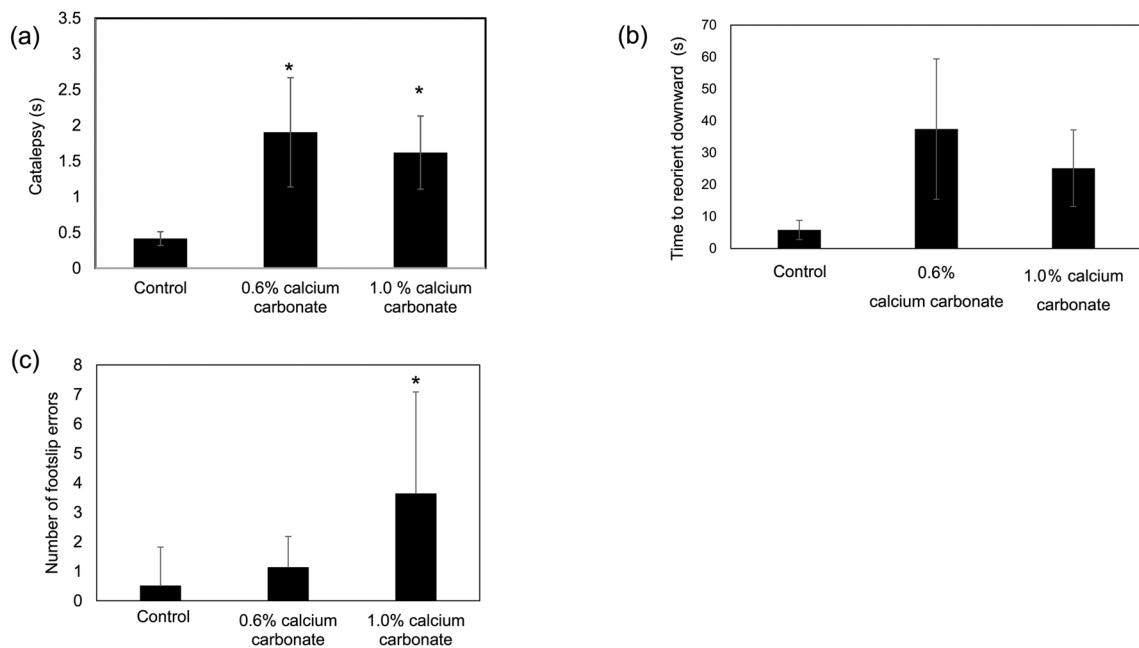 (a)
Catalepsy (s)
3.5
3
2.5
2
1.5
1
0.5
0
*
*
Control
0.6% calcium
carbonate
1.0 % calcium
carbonate
(b)
Time to reorient downward (s)
70
60
50
40
30
20
10
0
Control
0.6%
calcium carbonate
1.0% calcium
carbonate
(c)
Number of footslip errors
8
7
6
5
4
3
2
1
0
*
Control
0.6% calcium
carbonate
1.0% calcium
carbonate